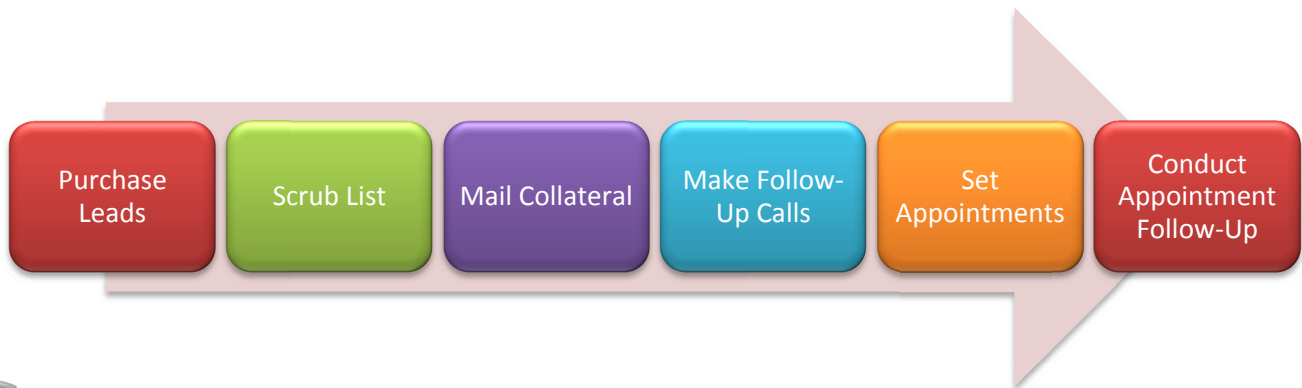 Purchase
Leads
Scrub List
Mail Collateral
Make Follow-
Up Calls
Set
Appointments
Conduct
Appointment
Follow-Up